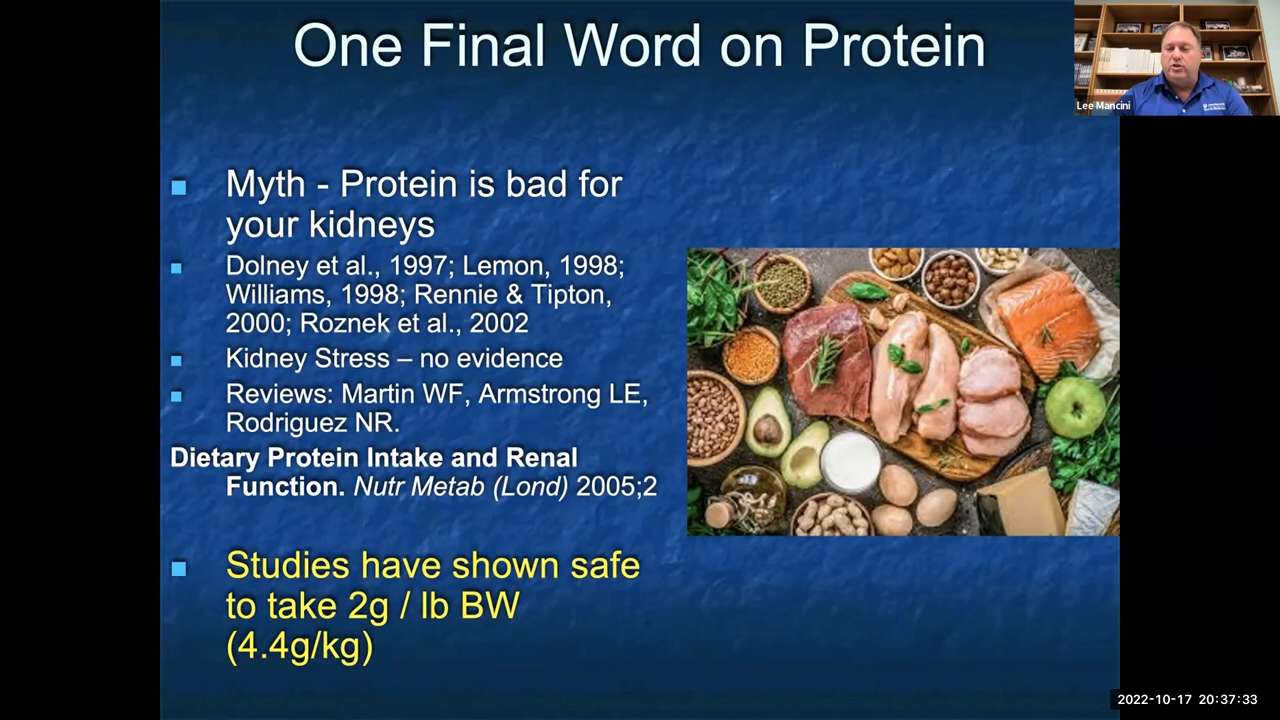 One Final Word on Protein
Lee Mancini
Myth - Protein is bad for
your kidneys
Dolney et al., 1997; Lemon, 1998;
Williams, 1998; Rennie & Tipton,
2000; Roznek et al., 2002
Kidney Stress – no evidence
Reviews: Martin WF, Armstrong LE,
Rodriguez NR.
Dietary Protein Intake and Renal
Function. Nutr Metab (Lond) 2005;2
Studies have shown safe
to take 2g / lb BW
(4.4g/kg)
2022-10-17 20:37:33